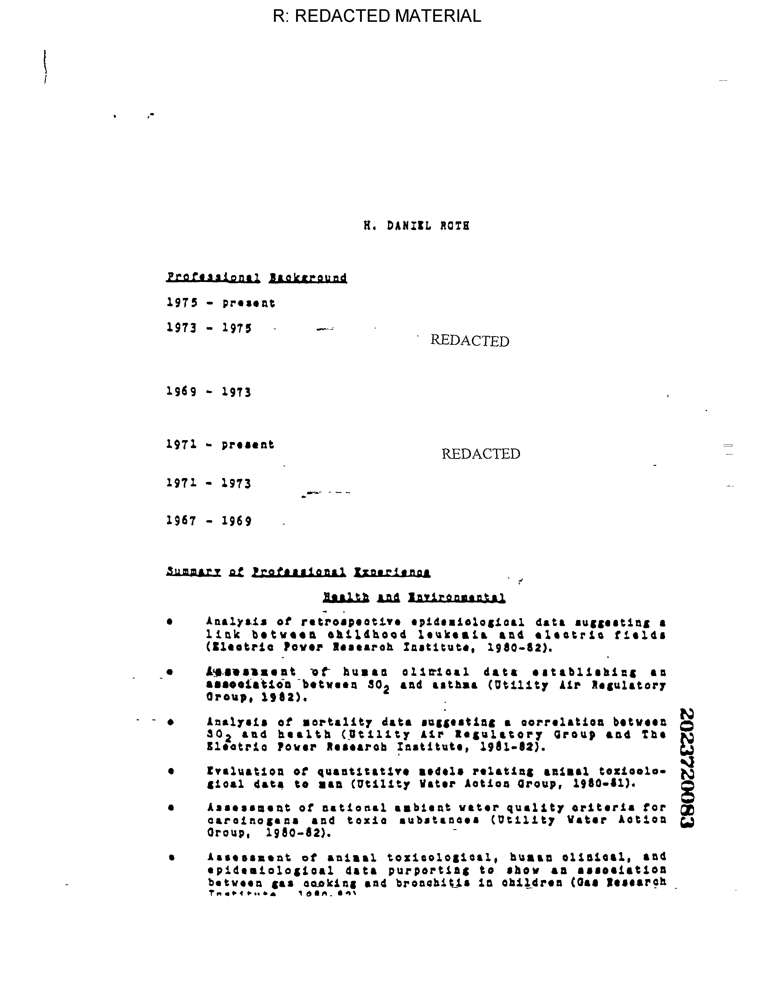 R: REDACTED MATERIAL
H. DANIEL ROTH
Professional Background
1975 - present
1973 - 1975
REDACTED
1969 - 1973
1971 - present
REDACTED
1971 - 1973
1967 - 1969
Summary of Professional Experience
Health and Environmental
• Analysis of retrospective epidemiological data suggesting a
link between childhood leukemia and electric fields
(Electric Power Research Institute, 1980-82).
• Assessment of human clinical data establishing an
association between SO2 and asthma (Utility Air Regulatory
Group, 1982).
• Analysis of mortality data suggesting a correlation between
SO2 and health (Utility Air Regulatory Group and The
Electric Power Research Institute, 1981-82).
• Evaluation of quantitative models relating animal toxicolo-
gical data to man (Utility Water Action Group, 1980-81).
• Assessment of national ambient water quality criteria for
carcinogens and toxic substances (Utility Water Action
Group, 1980-82).
• Assessment of animal toxicological, human clinical, and
epidemiological data purporting to show an association
between gas cooking and bronchitis in children (Gas Research
2023720083